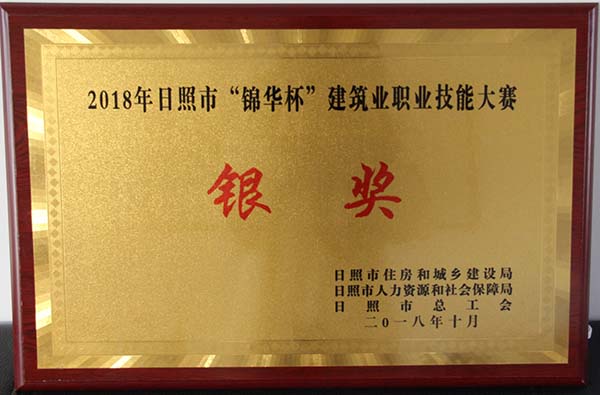 2018年日照市“锦华杯”建筑业职业技能大赛
银奖
日照市住房和城乡建设局
日照市人力资源和社会保障局
日照市总工会
二〇一八年十月